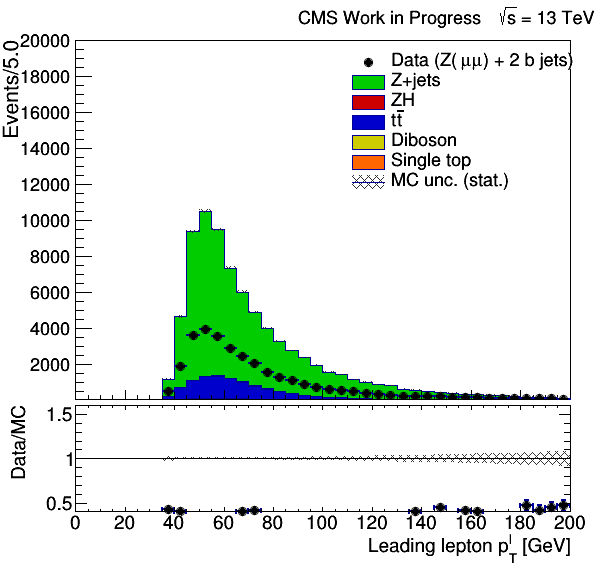 CMS Work in Progress √s = 13 TeV
Events/5.0
20000
18000
16000
14000
12000
10000
8000
6000
4000
2000
Data (Z(μμ) + 2 b jets)
Z+jets
ZH
tt̅
Diboson
Single top
MC unc. (stat.)
Data/MC
1.5
1
0.5
0 20 40 60 80 100 120 140 160 180 200
Leading lepton p_T^l [GeV]